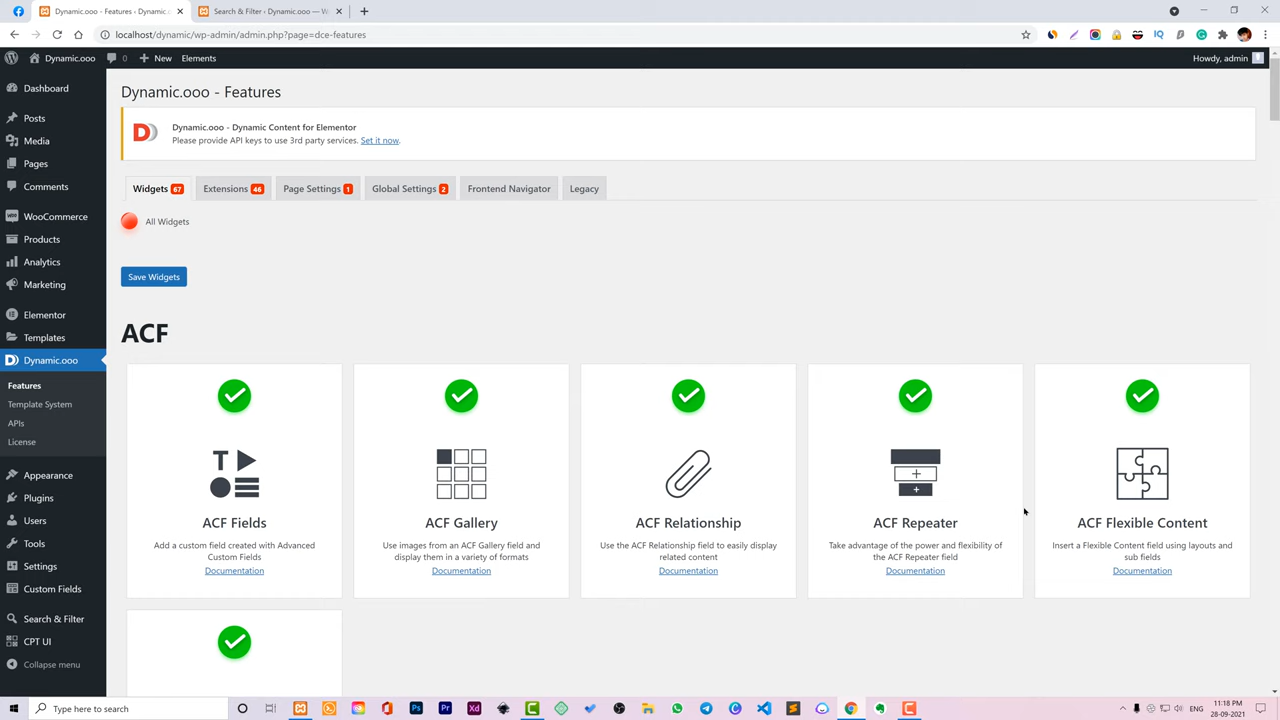 Dynamic.ooo - Features ‹ Dynamic.
Search & Filter ‹ Dynamic.ooo — W
localhost/dynamic/wp-admin/admin.php?page=dce-features
Dynamic.ooo
0
New
Elements
Howdy, admin
Dashboard
Posts
Media
Pages
Comments
WooCommerce
Products
Analytics
Marketing
Elementor
Templates
Dynamic.ooo
Features
Template System
APIs
License
Appearance
Plugins
Users
Tools
Settings
Custom Fields
Search & Filter
CPT UI
Collapse menu
Dynamic.ooo - Features
Dynamic.ooo - Dynamic Content for Elementor
Please provide API keys to use 3rd party services. Set it now.
Widgets 67
Extensions 46
Page Settings 1
Global Settings 2
Frontend Navigator
Legacy
All Widgets
Save Widgets
ACF
ACF Fields
Add a custom field created with Advanced
Custom Fields
Documentation
ACF Gallery
Use images from an ACF Gallery field and
display them in a variety of formats
Documentation
ACF Relationship
Use the ACF Relationship field to easily display
related content
Documentation
ACF Repeater
Take advantage of the power and flexibility of
the ACF Repeater field
Documentation
ACF Flexible Content
Insert a Flexible Content field using layouts and
sub fields
Documentation
Type here to search
ENG
11:18 PM
28-09-2021